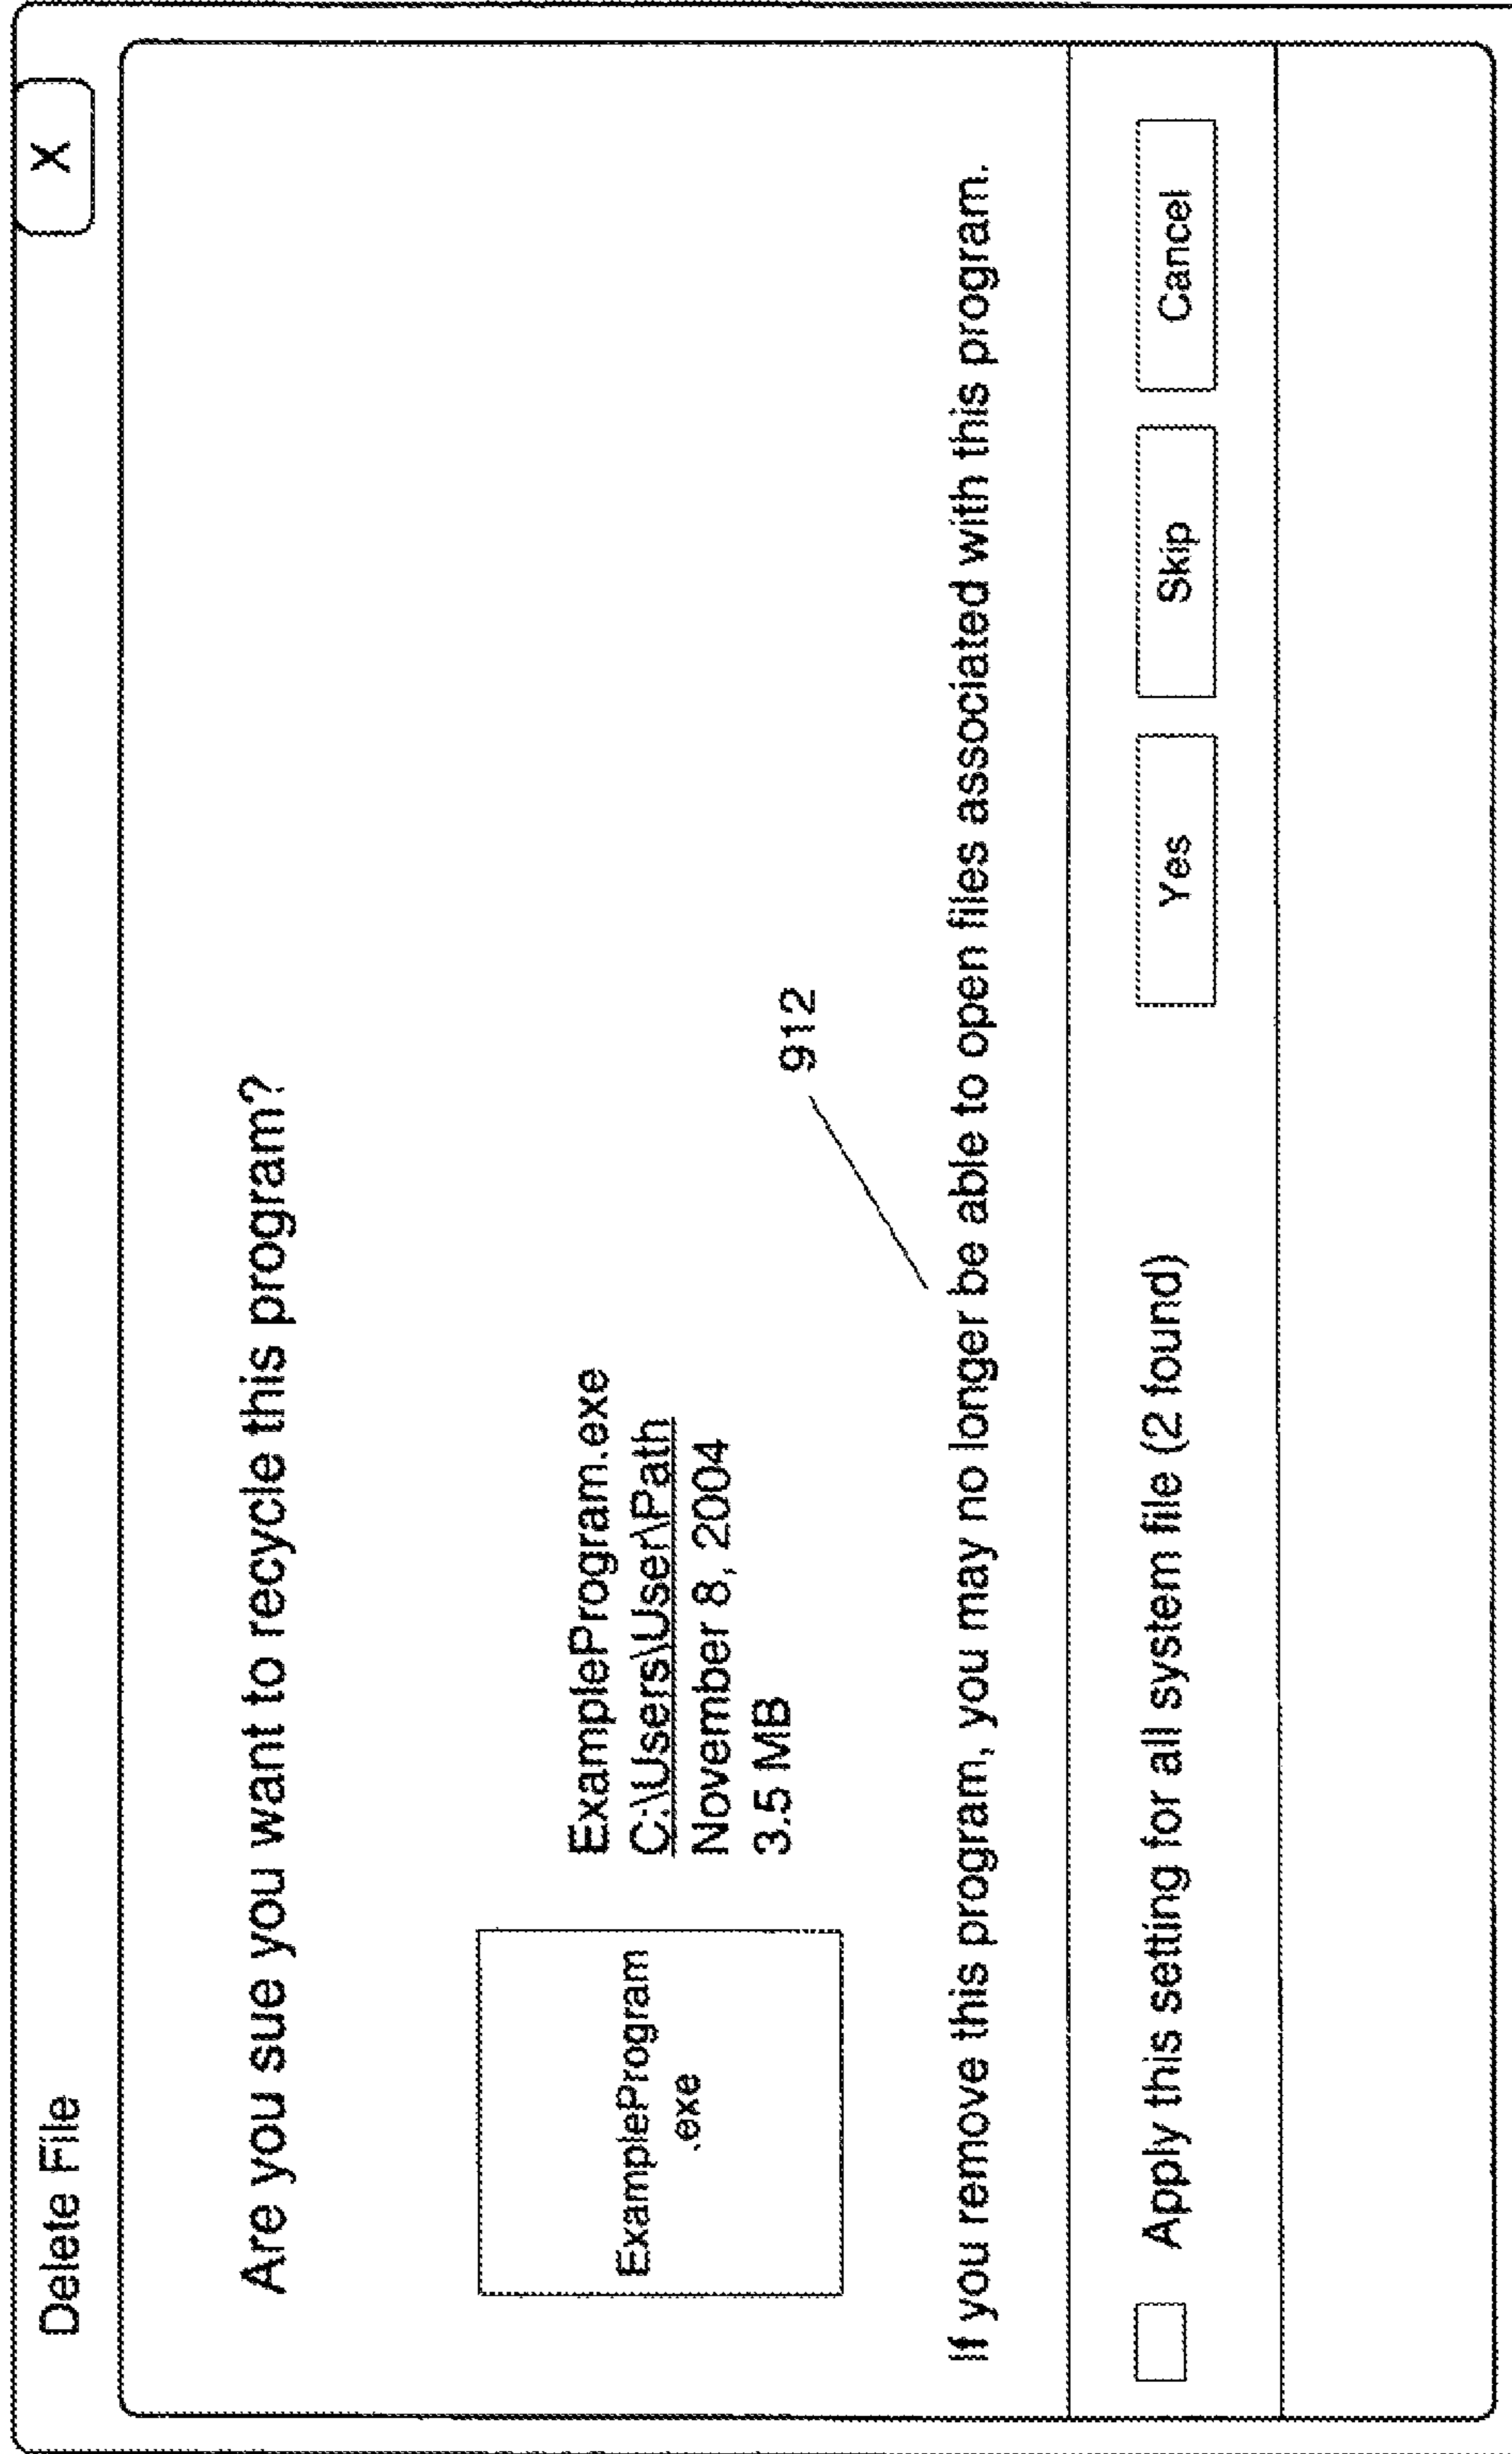 Delete File
X
Are you sue you want to recycle this program?
ExampleProgram
.exe
ExampleProgram.exe
C:\Users\User\Path
November 8, 2004
3.5 MB
912
If you remove this program, you may no longer be able to open files associated with this program.
Apply this setting for all system file (2 found)
Yes
Skip
Cancel